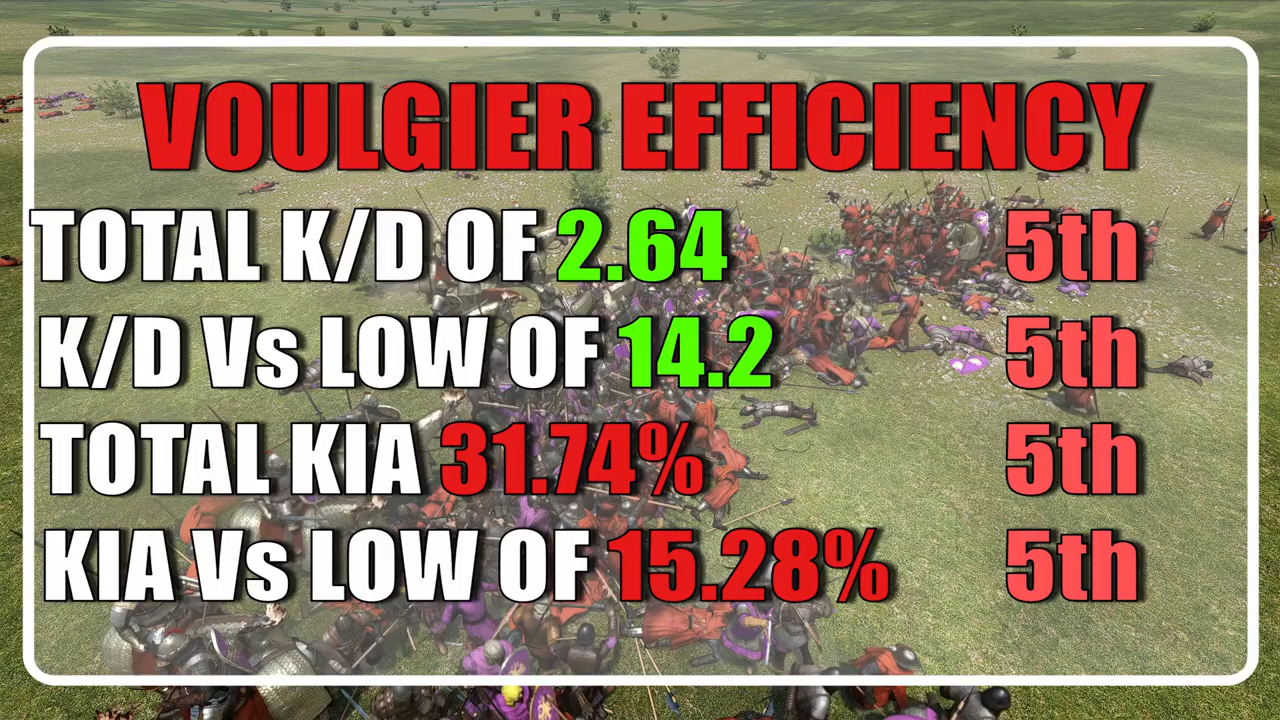 VOULGIER EFFICIENCY
TOTAL K/D OF 2.64 5th
K/D Vs LOW OF 14.2 5th
TOTAL KIA 31.74% 5th
KIA Vs LOW OF 15.28% 5th